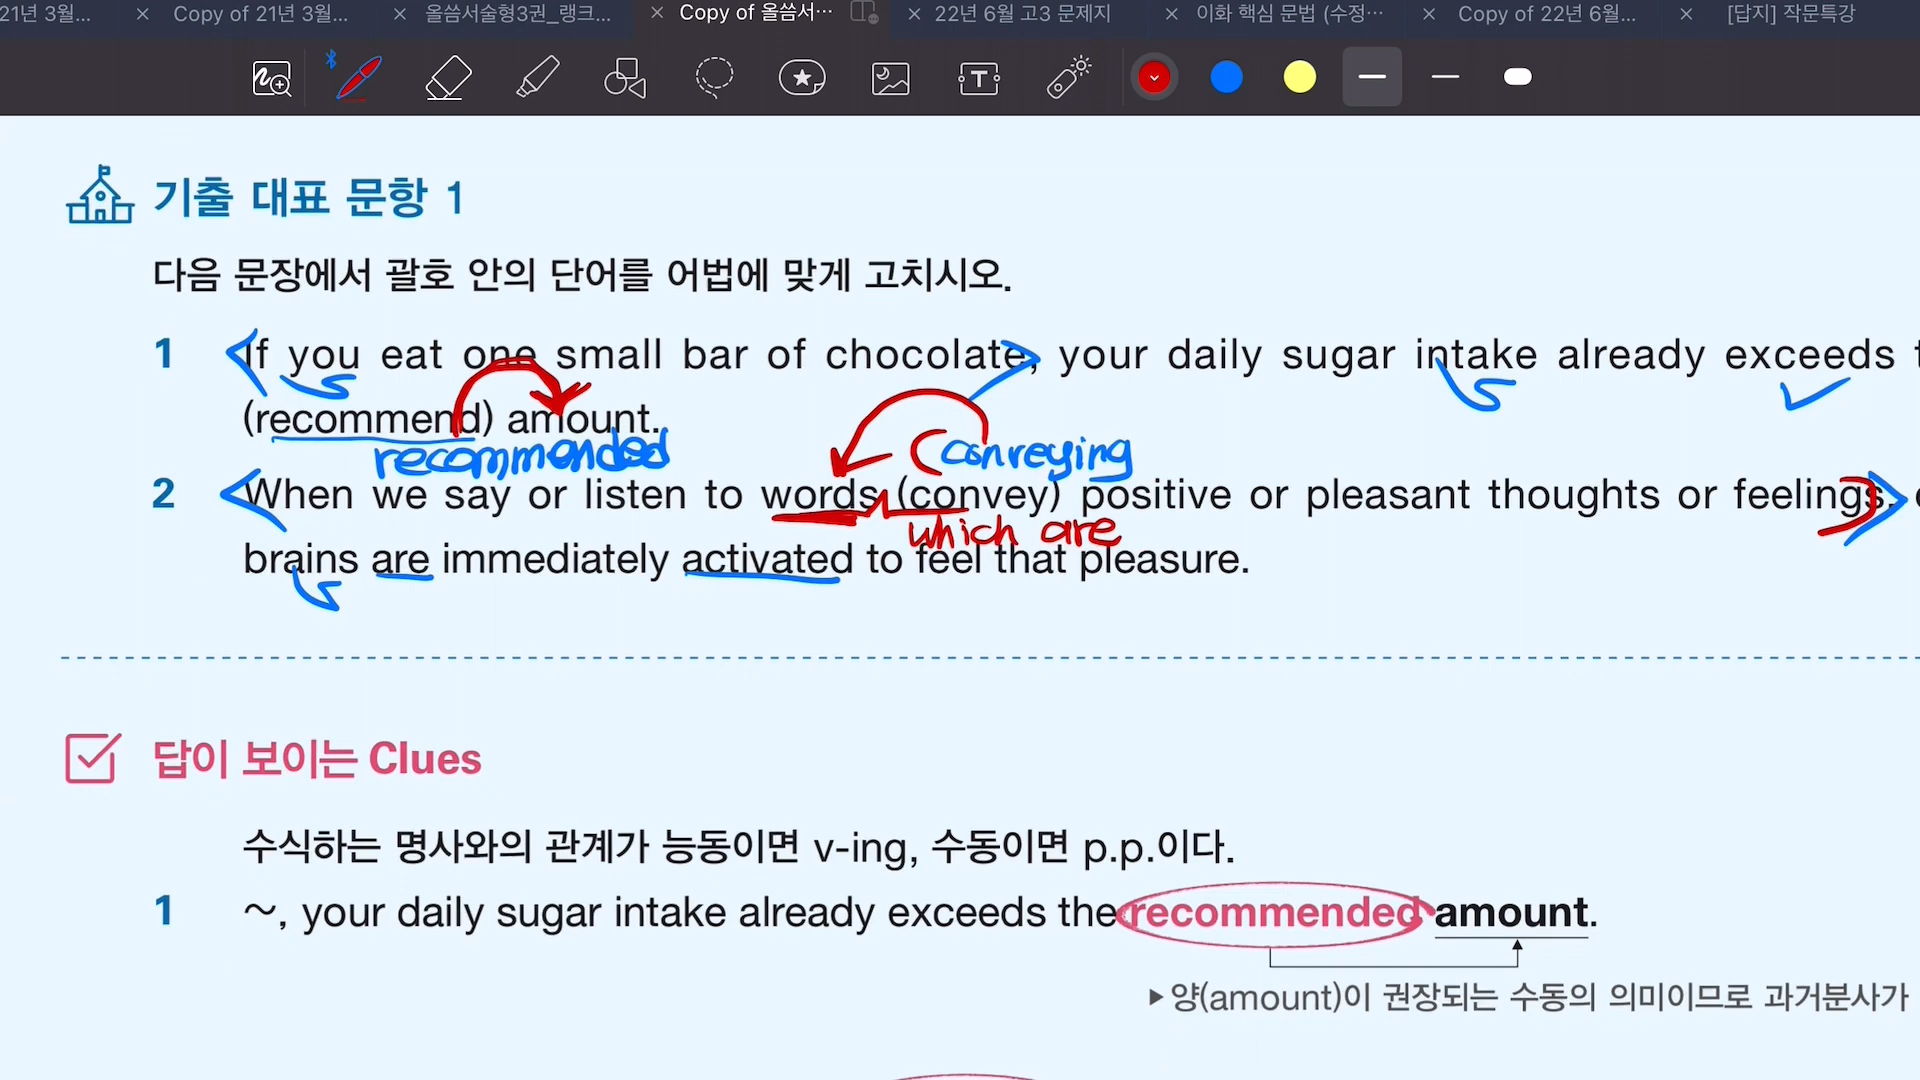 21년 3월...
Copy of 21년 3월...
올씀서술형3권_랭크...
Copy of 올씀서...
22년 6월 고3 문제지
이화 핵심 문법 (수정...
Copy of 22년 6월...
[답지] 작문특강
기출 대표 문항 1
다음 문장에서 괄호 안의 단어를 어법에 맞게 고치시오.
1 If you eat one small bar of chocolate, your daily sugar intake already exceeds
(recommend) amount.
recommended
conveying
2 When we say or listen to words (convey) positive or pleasant thoughts or feelings,
which are
brains are immediately activated to feel that pleasure.
답이 보이는 Clues
수식하는 명사와의 관계가 능동이면 v-ing, 수동이면 p.p.이다.
1 ~, your daily sugar intake already exceeds the recommended amount.
▶양(amount)이 권장되는 수동의 의미이므로 과거분사가